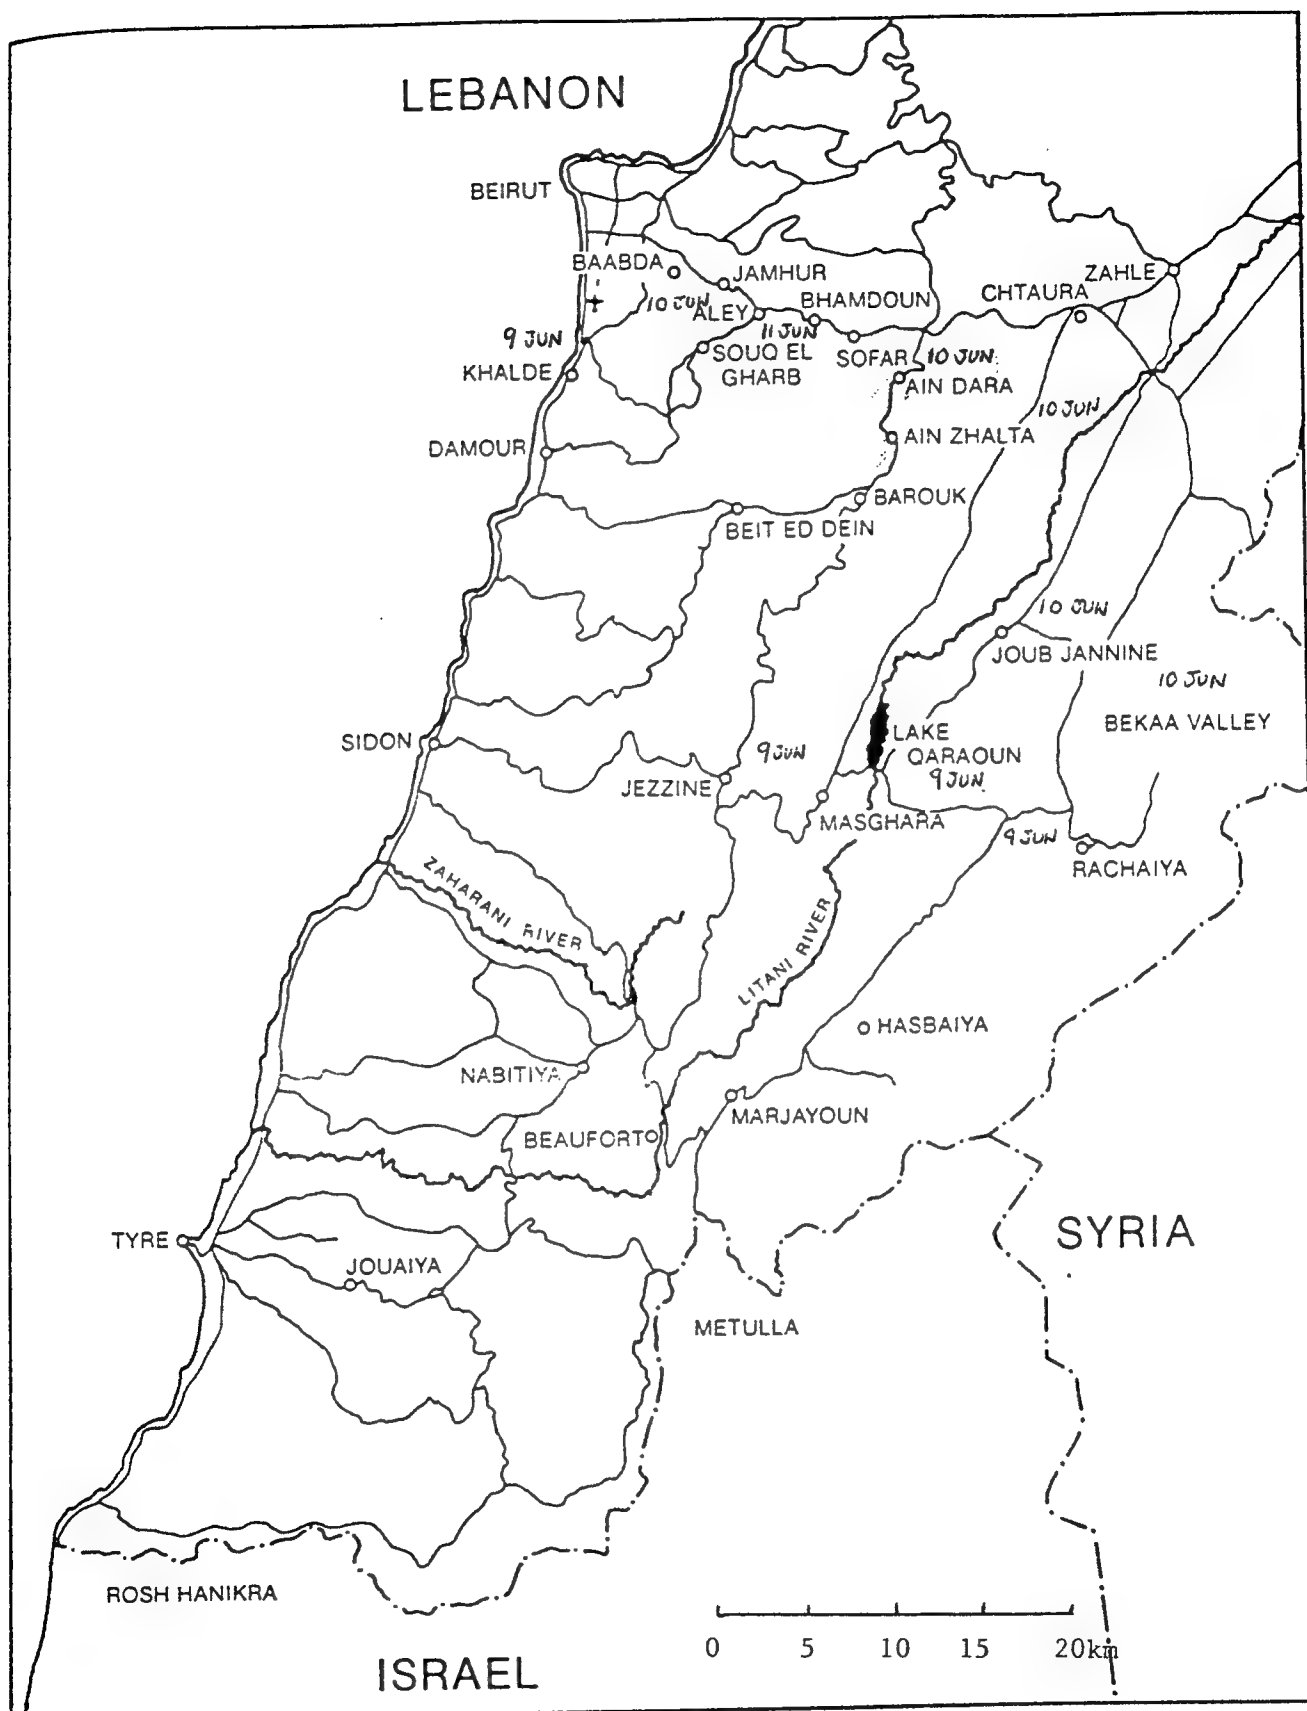 LEBANON
BEIRUT
BAABDA
JAMHUR
ZAHLE
CHTAURA
10 JUN
ALEY
BHAMDOUN
11 JUN
9 JUN
SOUQ EL
GHARB
SOFAR
10 JUN
KHALDE
AIN DARA
10 JUN
DAMOUR
AIN ZHALTA
BAROUK
BEIT ED DEIN
10 JUN
JOUB JANNINE
10 JUN
BEKAA VALLEY
SIDON
LAKE
QARAOUN
9 JUN
9 JUN
JEZZINE
MASGHARA
9 JUN
RACHAIYA
ZAHARANI RIVER
LITANI RIVER
HASBAIYA
NABITIYA
MARJAYOUN
BEAUFORT
TYRE
SYRIA
JOUAIYA
METULLA
ROSH HANIKRA
0 5 10 15 20km
ISRAEL